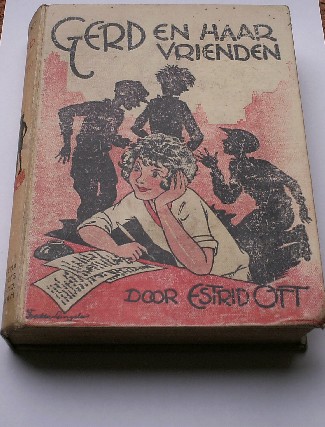 GERD EN HAAR
VRIENDEN
DOOR ESTRID OTT